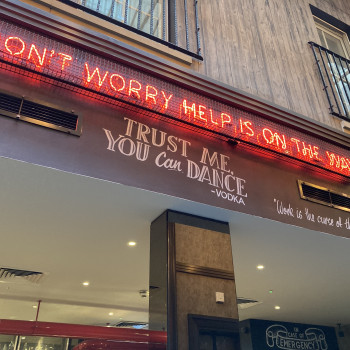 ON'T WORRY HELP IS ON THE WA
TRUST ME,
YOU Can DANCE
-VODKA
"Work is the curse of th
EMERGENCY